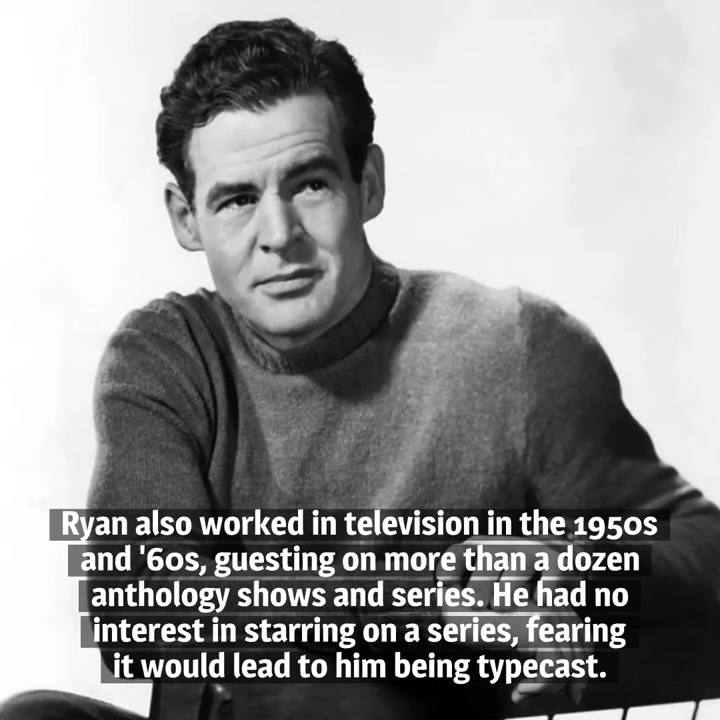 Ryan also worked in television in the 1950s
and '60s, guesting on more than a dozen
anthology shows and series. He had no
interest in starring on a series, fearing
it would lead to him being typecast.